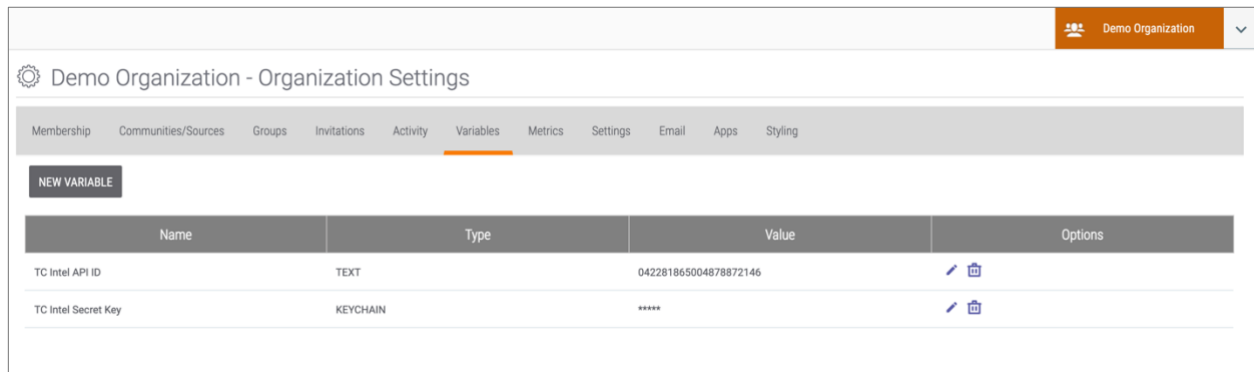 Demo Organization
Demo Organization - Organization Settings
Membership Communities/Sources Groups Invitations Activity Variables Metrics Settings Email Apps Styling
NEW VARIABLE
Name Type Value Options
TC Intel API ID TEXT 042281865004878872146
TC Intel Secret Key KEYCHAIN *****